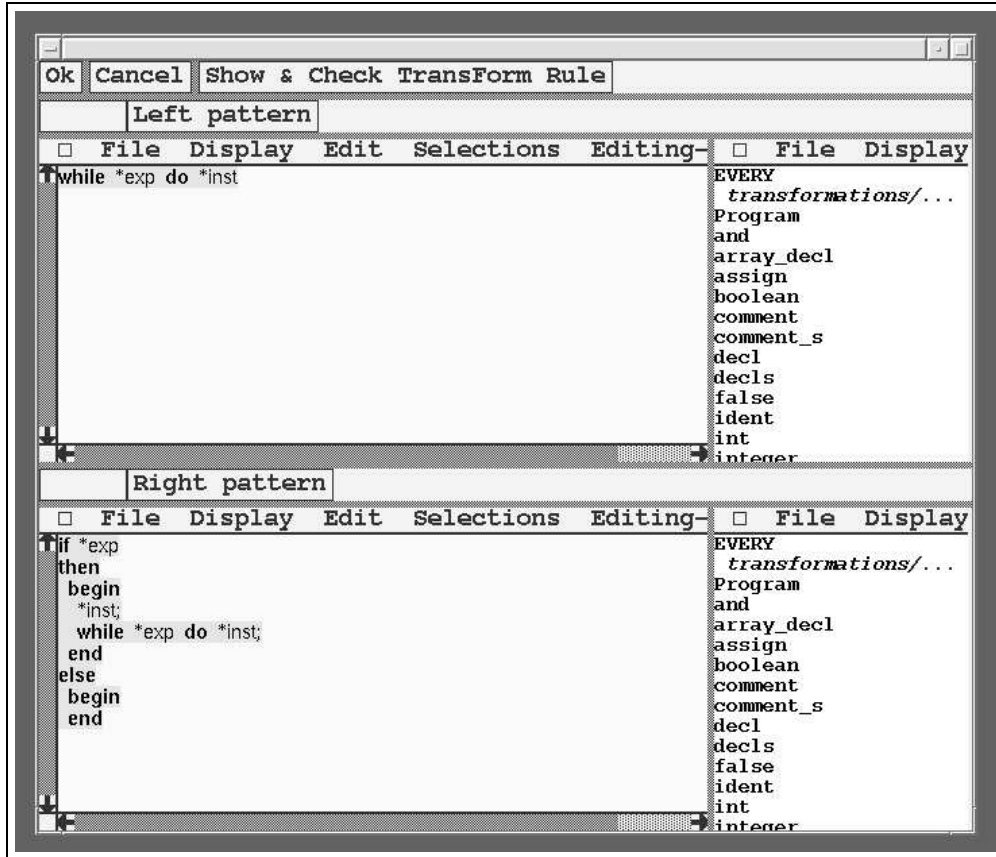 Ok Cancel Show & Check TransForm Rule
Left pattern
File Display Edit Selections Editing-
while *exp do *inst
File Display
EVERY
transformations/...
Program
and
array_decl
assign
boolean
comment
comment_s
decl
decls
false
ident
int
integer
Right pattern
File Display Edit Selections Editing-
if *exp
then
begin
*inst;
while *exp do *inst;
end
else
begin
end
File Display
EVERY
transformations/...
Program
and
array_decl
assign
boolean
comment
comment_s
decl
decls
false
ident
int
integer